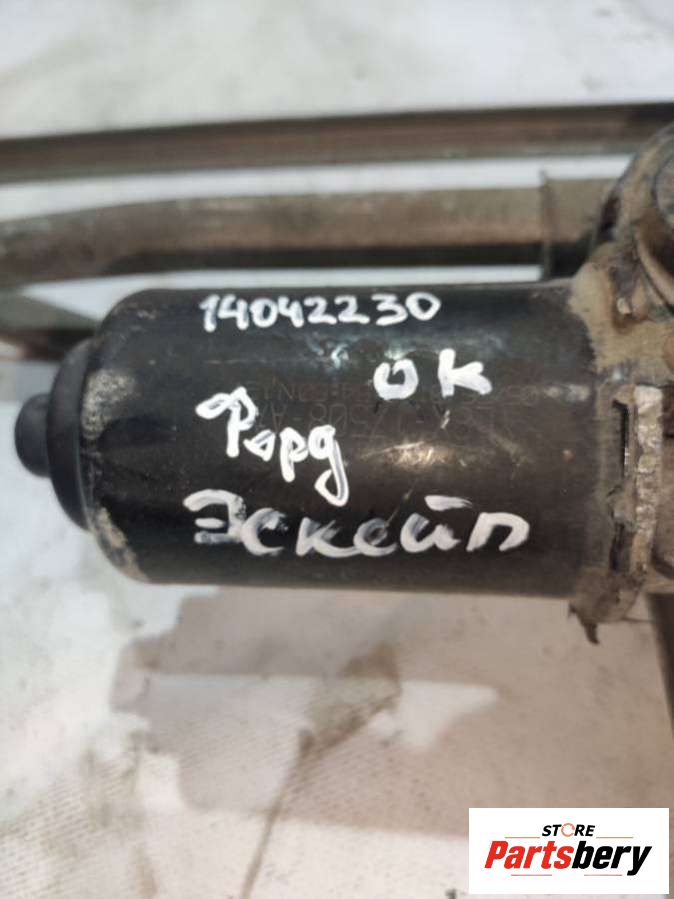 14042230
OK
Форд
Эскейп
STORE
Partsbery